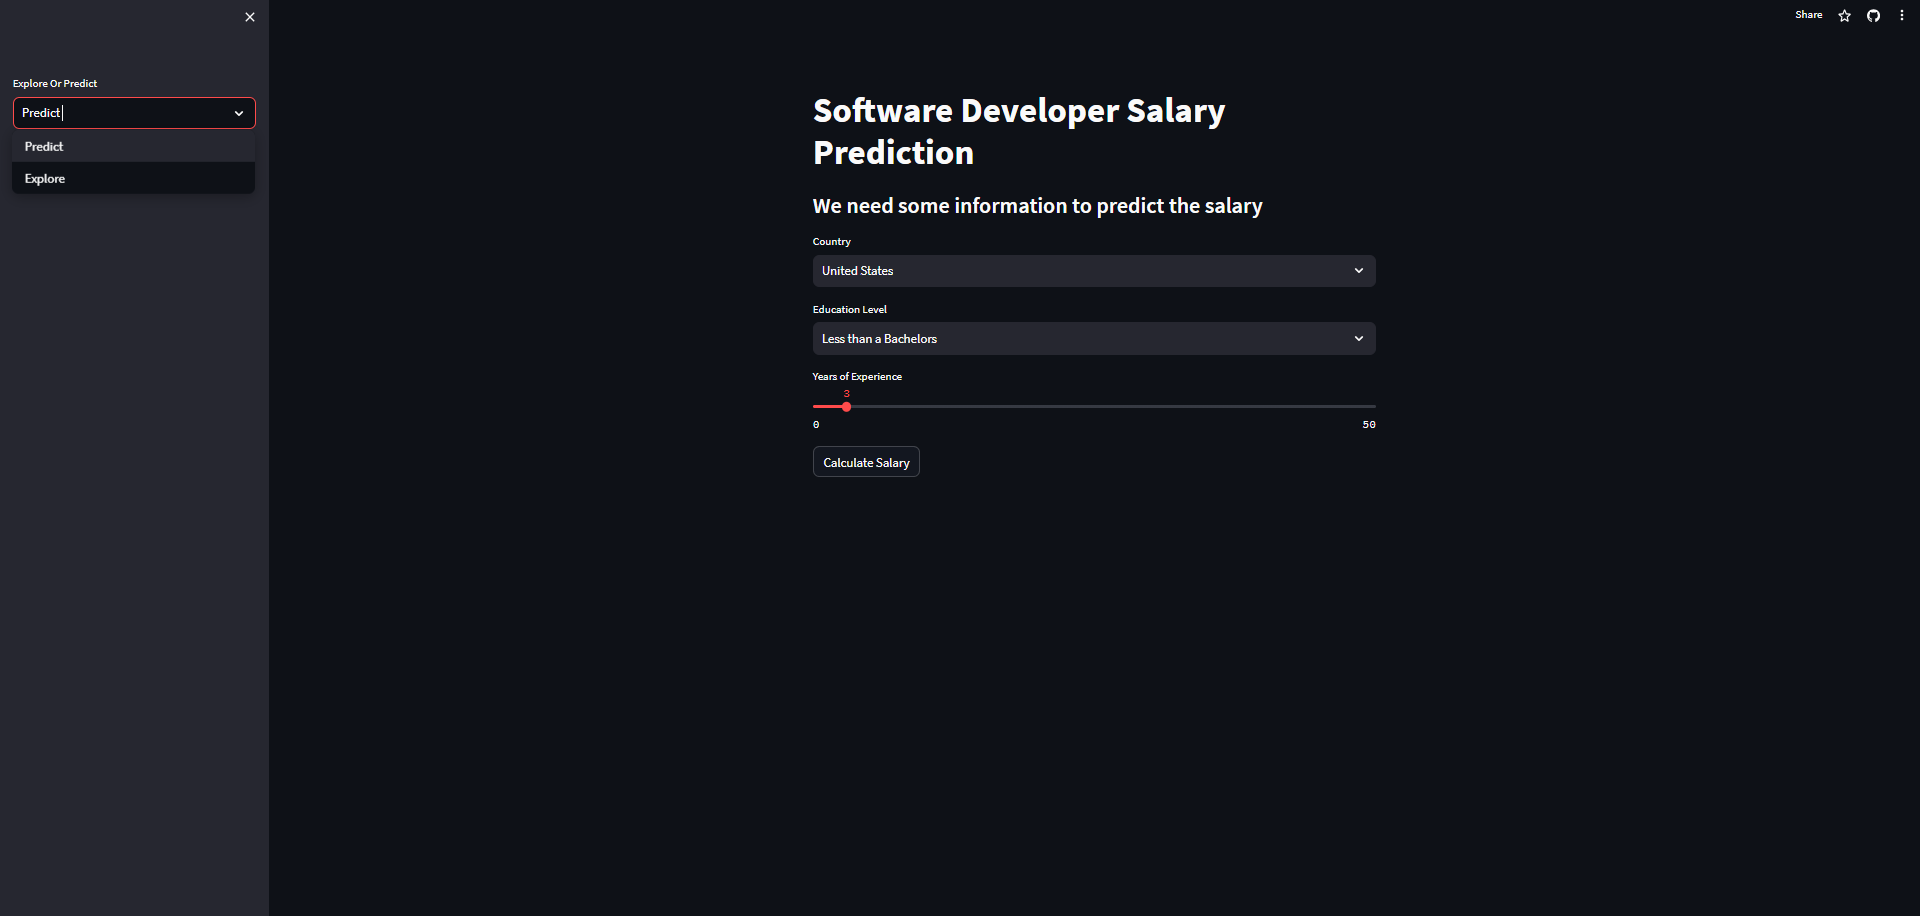 Share
Explore Or Predict
Predict
Predict
Explore
Software Developer Salary
Prediction
We need some information to predict the salary
Country
United States
Education Level
Less than a Bachelors
Years of Experience
3
0
50
Calculate Salary